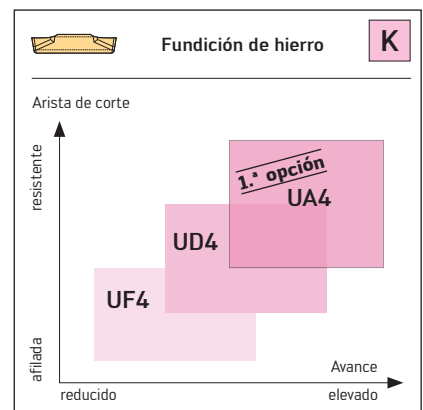 Fundición de hierro
K
Arista de corte
resistente
1.ª opción
UA4
UD4
UF4
afilada
Avance
reducido
elevado